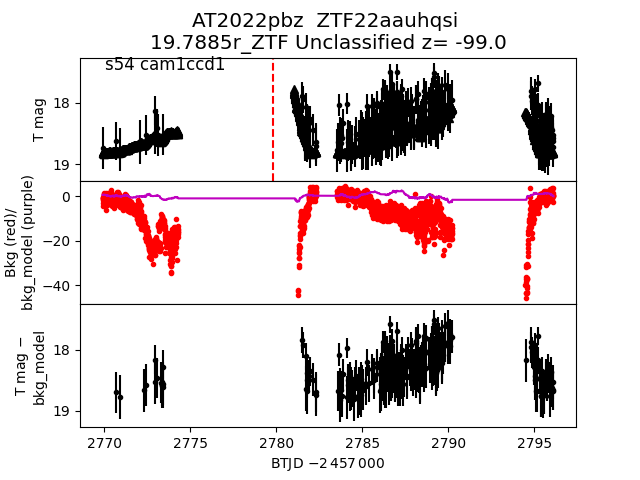 AT2022pbz  ZTF22aauhqsi
19.7885r_ZTF Unclassified z= -99.0
s54 cam1ccd1
T mag
18
19
Bkg (red)/
bkg_model (purple)
0
−20
−40
T mag −
bkg_model
18
19
2770 2775 2780 2785 2790 2795
BTJD −2 457 000